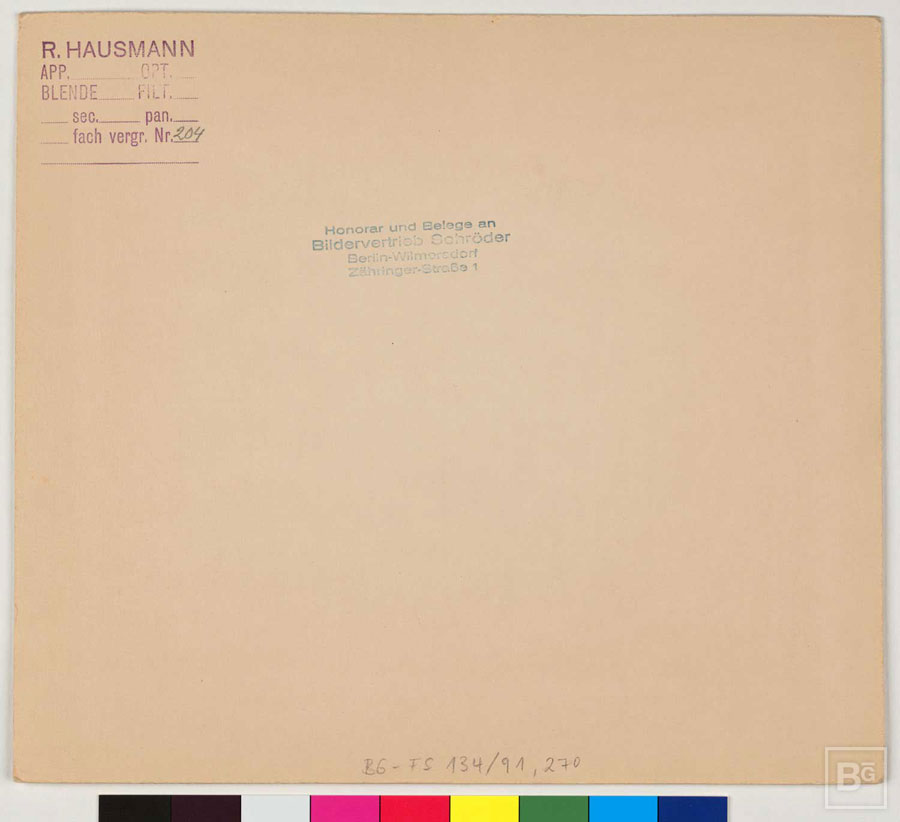 R. HAUSMANN
APP. OPT.
BLENDE FILT.
sec. pan.
fach vergr. Nr. 204
Honorar und Belege an
Bildervertrieb Schröder
Berlin-Wilmersdorf
Zähringer-Straße 1
BG-FS 134/91, 270
BG